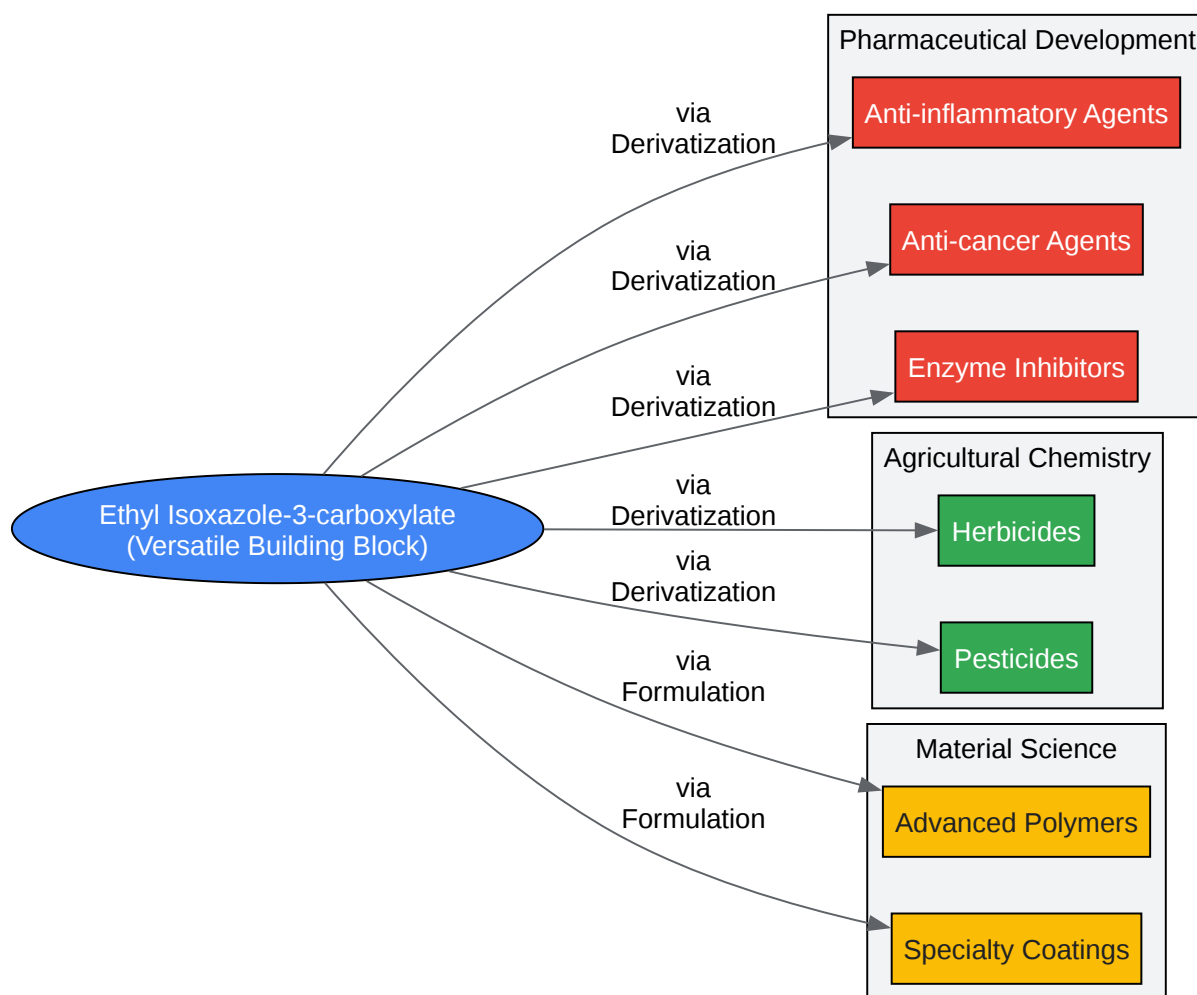 Pharmaceutical Development
Anti-inflammatory Agents
via
Derivatization
Anti-cancer Agents
via
Derivatization
Enzyme Inhibitors
via
Derivatization
Agricultural Chemistry
Herbicides
via
Derivatization
Ethyl Isoxazole-3-carboxylate
(Versatile Building Block)
via
Derivatization
Pesticides
via
Formulation
Material Science
Advanced Polymers
via
Formulation
Specialty Coatings